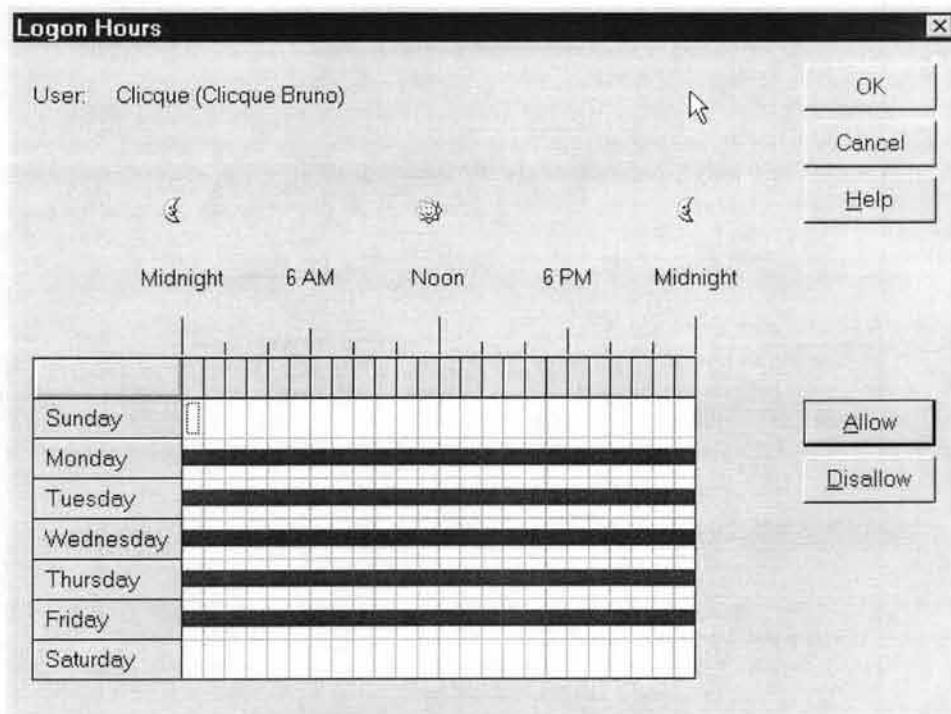 Logon Hours
User: Clicque (Clicque Bruno)
OK
Cancel
Help
Midnight 6 AM Noon 6 PM Midnight
Sunday
Monday
Tuesday
Wednesday
Thursday
Friday
Saturday
Allow
Disallow